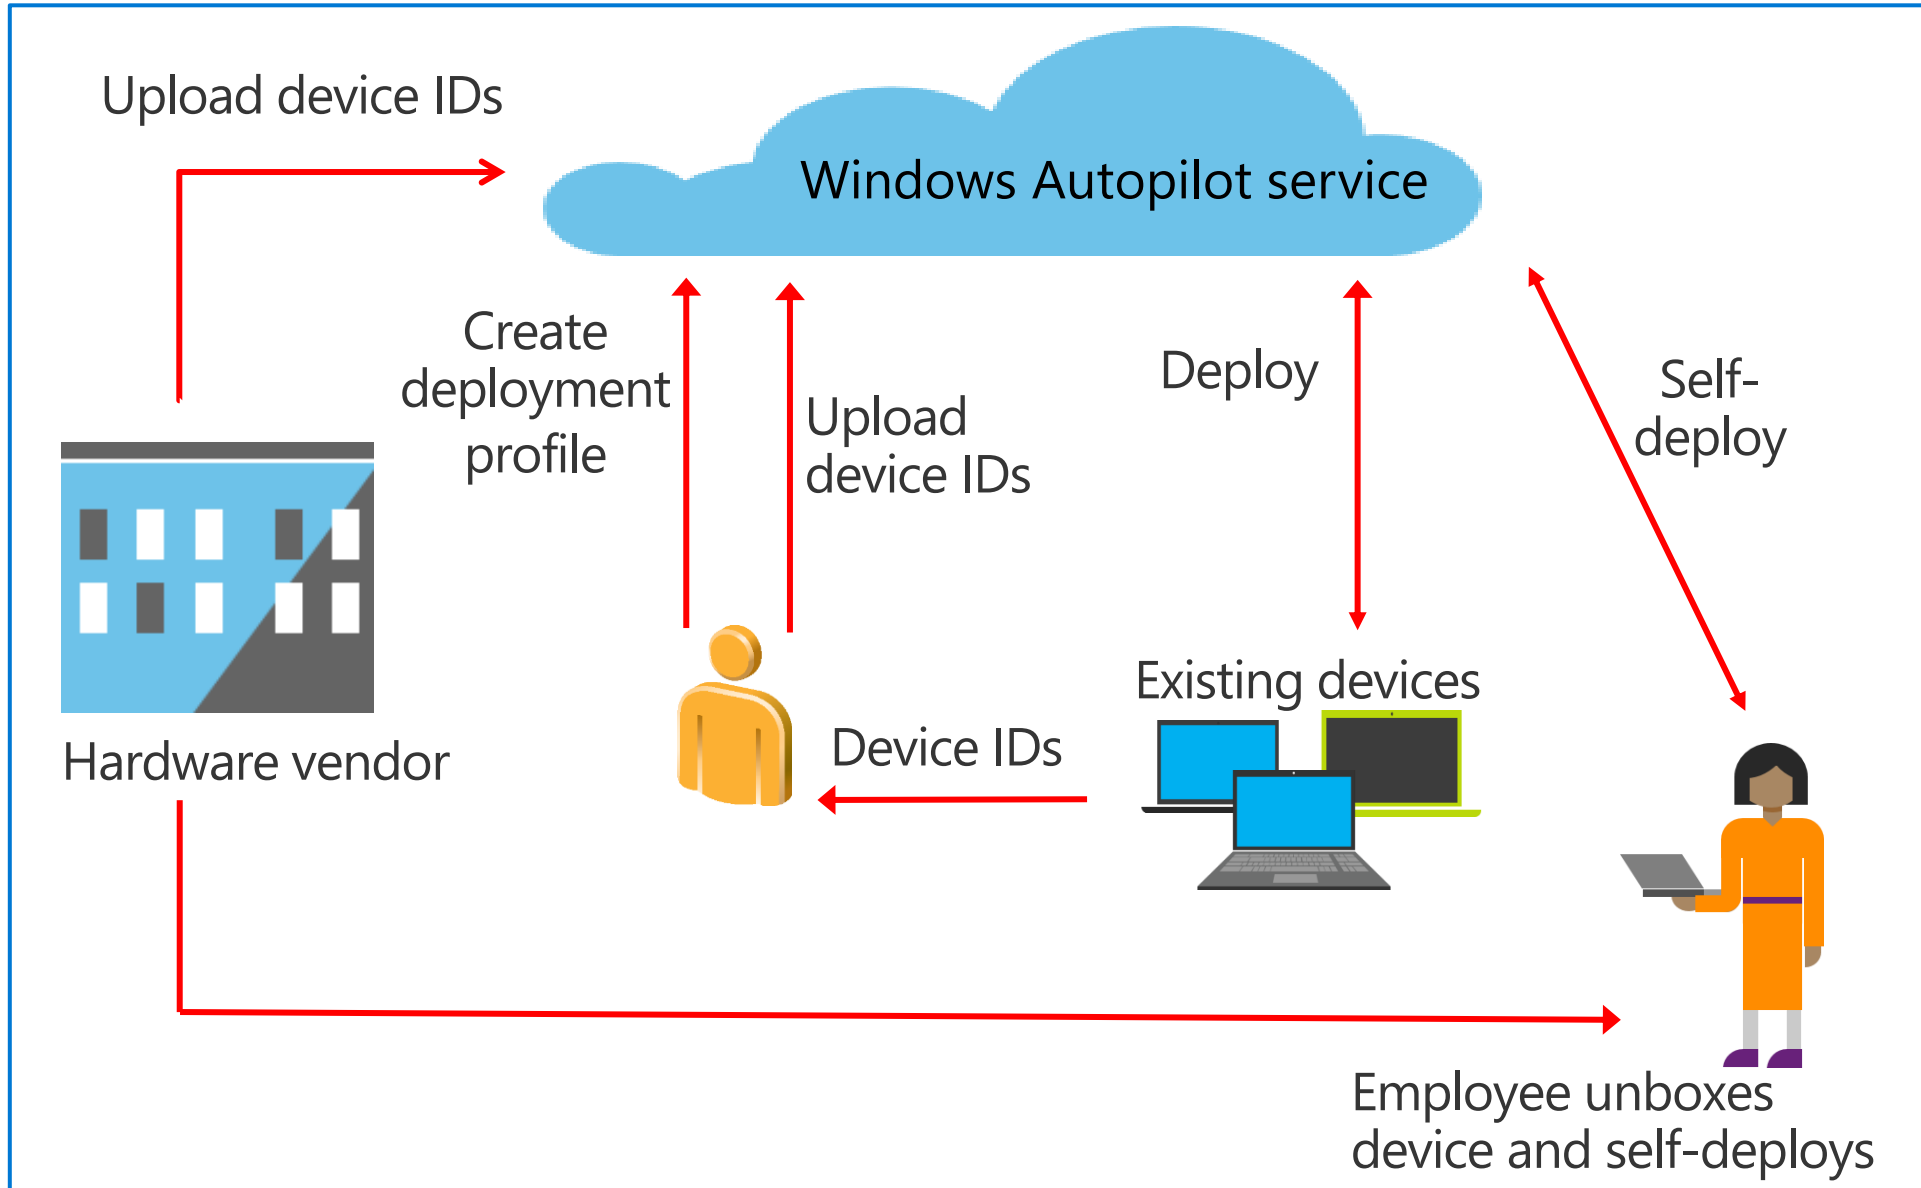 Upload device IDs
Windows Autopilot service
Create
deployment
profile
Upload
device IDs
Deploy
Self-
deploy
Hardware vendor
Device IDs
Existing devices
Employee unboxes
device and self-deploys